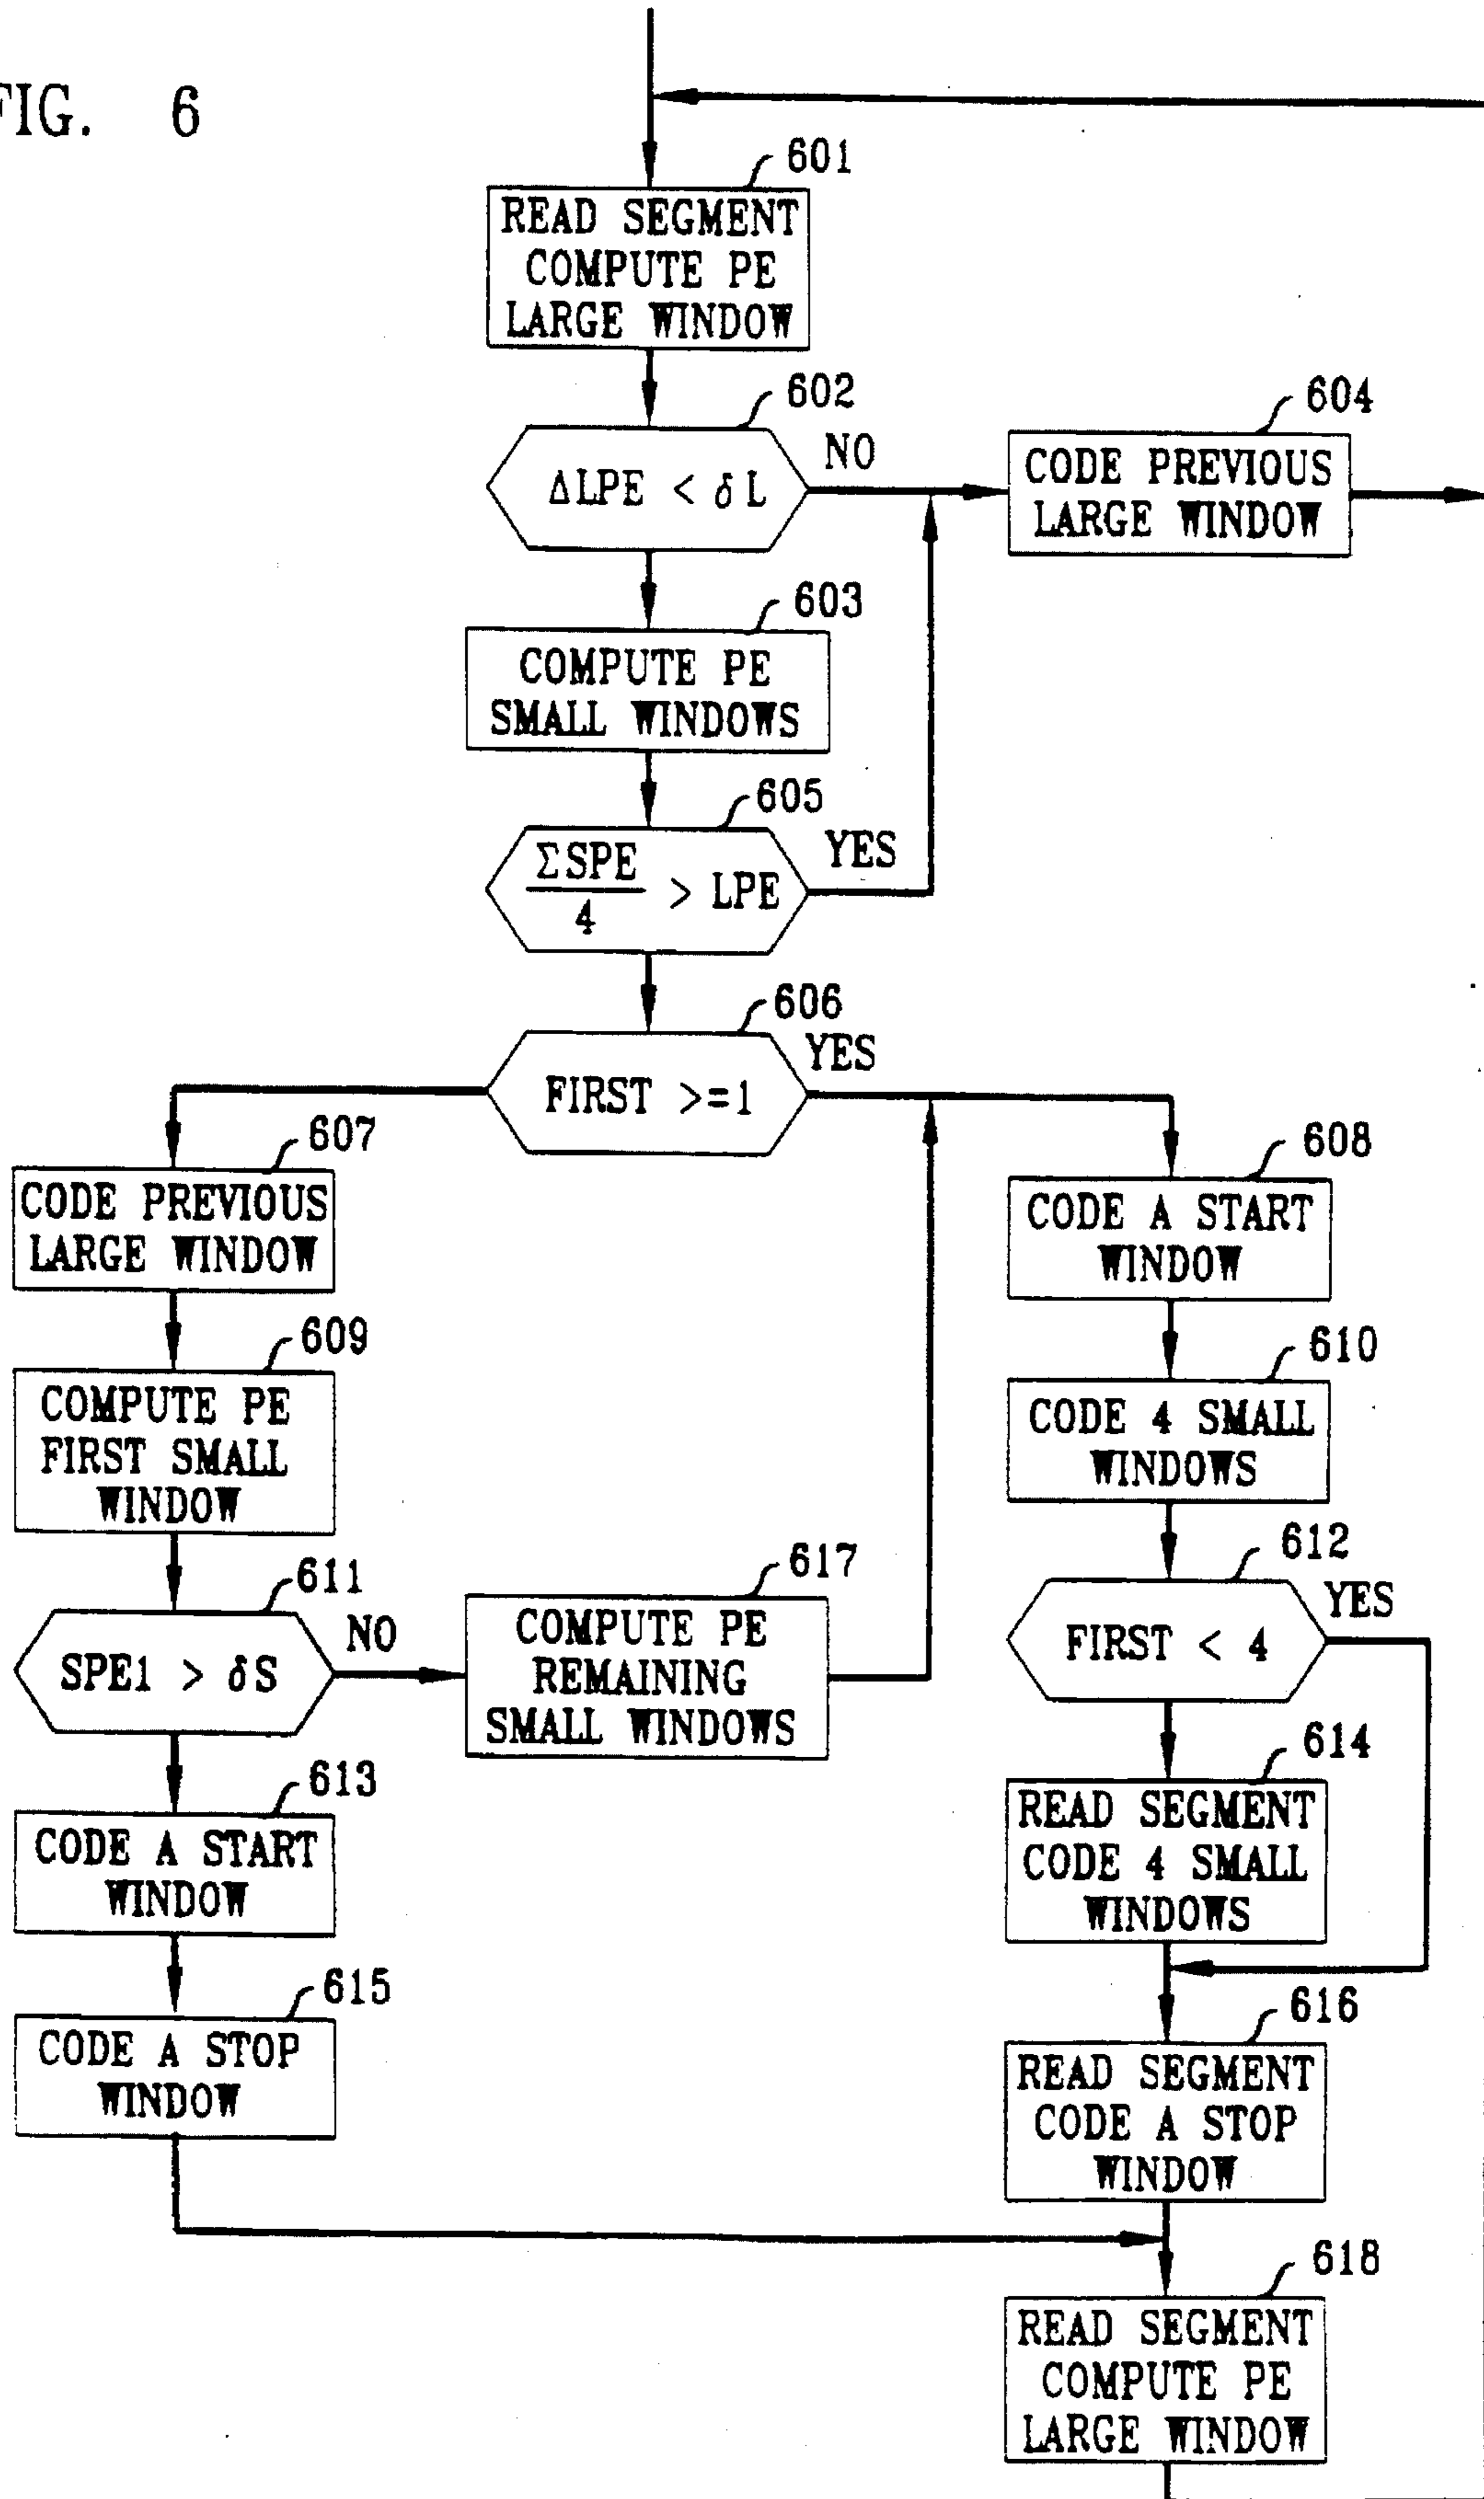 FIG. 6
601
READ SEGMENT
COMPUTE PE
LARGE WINDOW
602
ΔLPE < δL
NO
604
CODE PREVIOUS
LARGE WINDOW
603
COMPUTE PE
SMALL WINDOWS
605
ΣSPE
4
> LPE
YES
606
FIRST >=1
YES
607
CODE PREVIOUS
LARGE WINDOW
608
CODE A START
WINDOW
609
COMPUTE PE
FIRST SMALL
WINDOW
610
CODE 4 SMALL
WINDOWS
611
SPE1 > δS
NO
617
COMPUTE PE
REMAINING
SMALL WINDOWS
612
FIRST < 4
YES
613
CODE A START
WINDOW
614
READ SEGMENT
CODE 4 SMALL
WINDOWS
615
CODE A STOP
WINDOW
616
READ SEGMENT
CODE A STOP
WINDOW
618
READ SEGMENT
COMPUTE PE
LARGE WINDOW